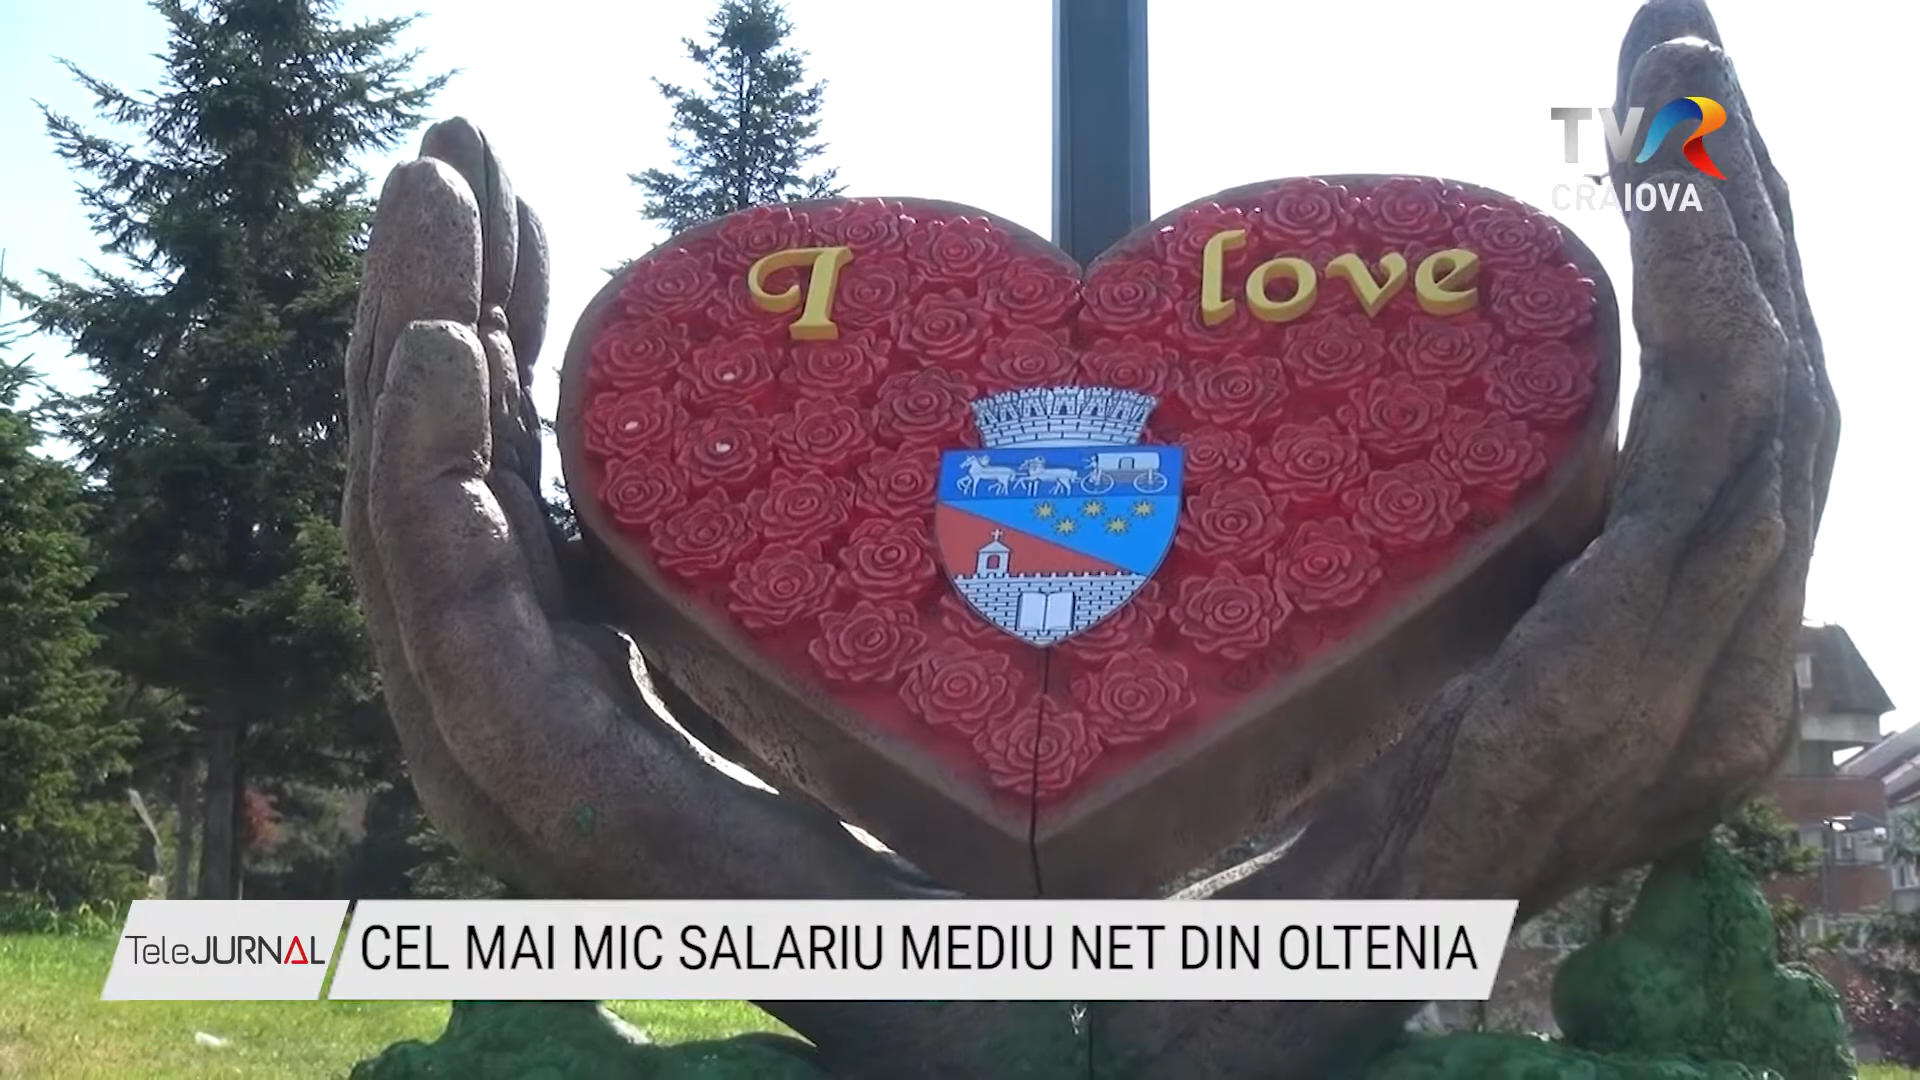 TVR
CRAIOVA
I love
TeleJURNAL
CEL MAI MIC SALARIU MEDIU NET DIN OLTENIA